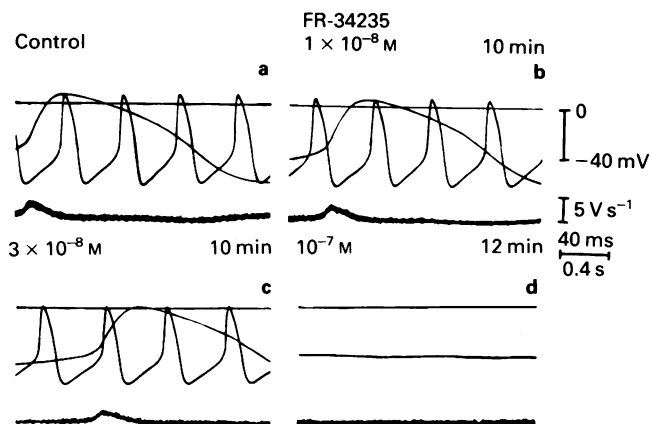 FR-34235
Control 1 × 10⁻⁸ M 10 min
a b
0
−40 mV
5 V s⁻¹
3 × 10⁻⁸ M 10 min 10⁻⁷ M 12 min 40 ms
0.4 s
c d